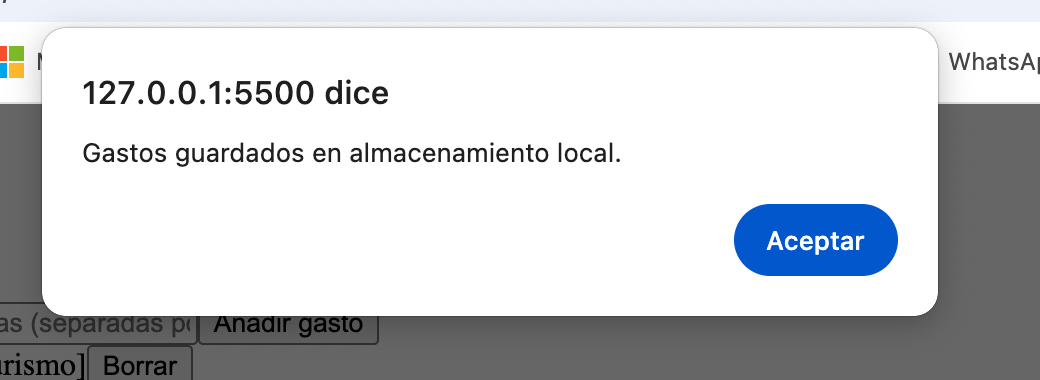 WhatsAp
127.0.0.1:5500 dice
Gastos guardados en almacenamiento local.
Aceptar
as (separadas po
Añadir gasto
urismo]
Borrar